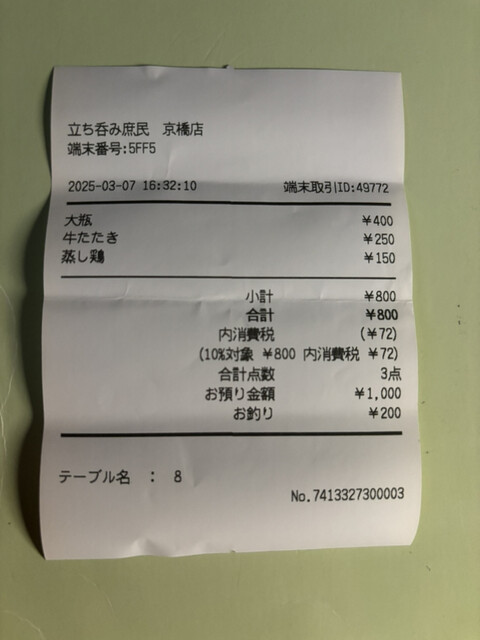 立ち呑み庶民 京橋店
端末番号:5FF5
2025-03-07 16:32:10 端末取引ID:49772
大瓶 ¥400
牛たたき ¥250
蒸し鶏 ¥150
小計 ¥800
合計 ¥800
内消費税 (¥72)
(10%対象 ¥800 内消費税 ¥72)
合計点数 3点
お預り金額 ¥1,000
お釣り ¥200
テーブル名 : 8
No.7413327300003